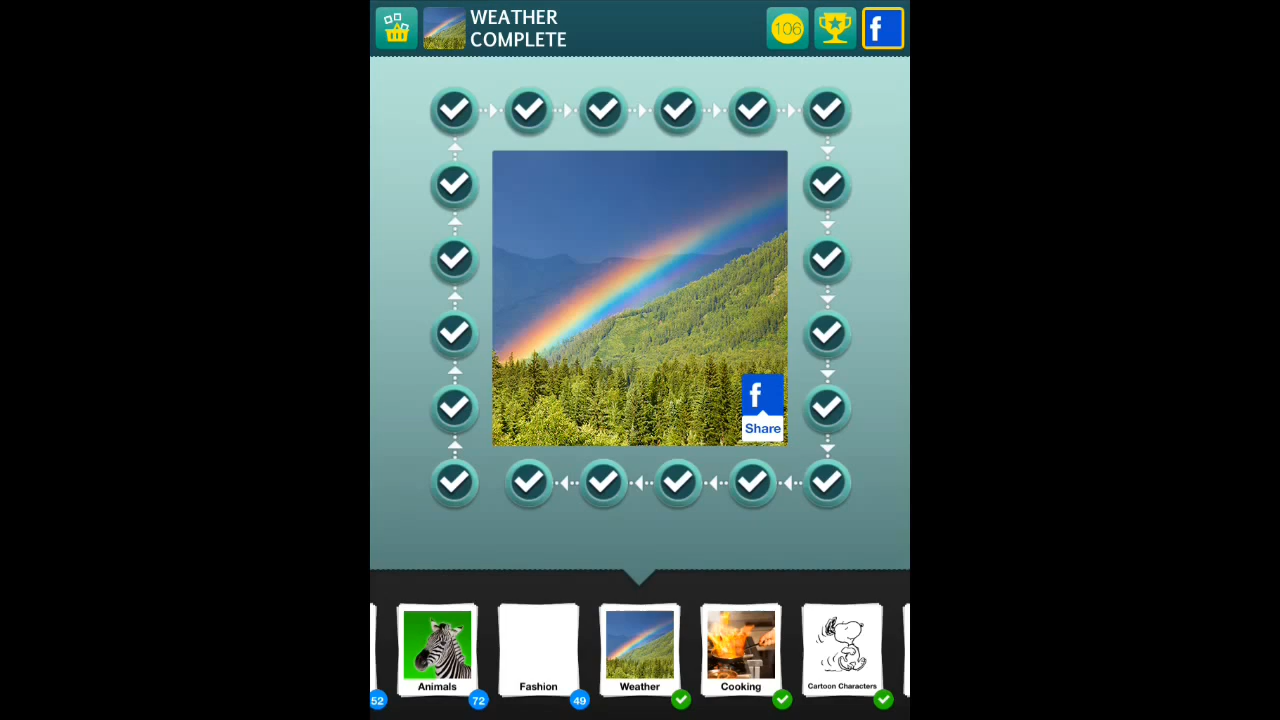 WEATHER
COMPLETE
106
f
f
Share
Animals
Fashion
Weather
Cooking
Cartoon Characters
52
72
49